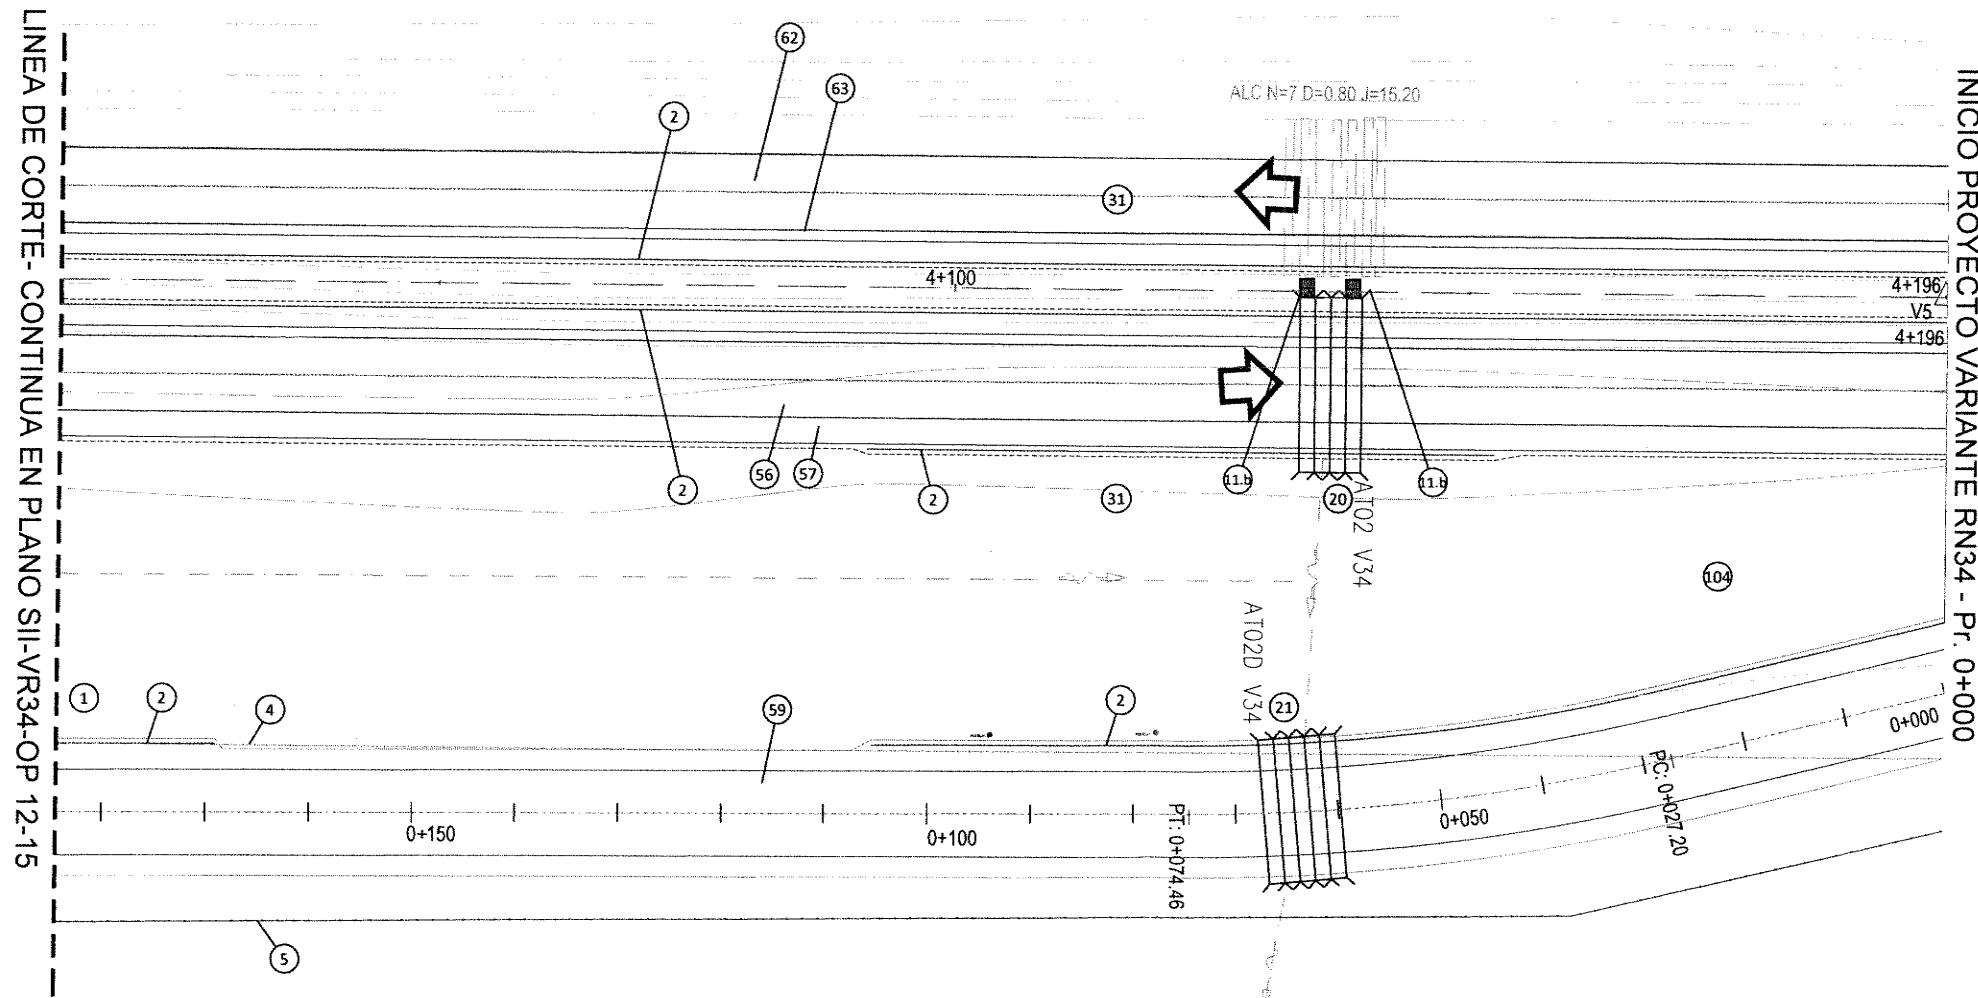 LINEA DE CORTE- CONTINUA EN PLANO SII-VR34-OP 12-15
INICIO PROYECTO VARIANTE RN34 - Pr. 0+000
62
63
2
ALC N=7 D=0.80 J=15.20
31
4+100
4+196
V5
4+196
2
56
57
2
31
11.b
20
11.b
AT02 V34
104
AT02D V34
1
2
4
59
2
21
0+000
PC: 0+027.20
0+050
PT: 0+074.46
0+100
0+150
5